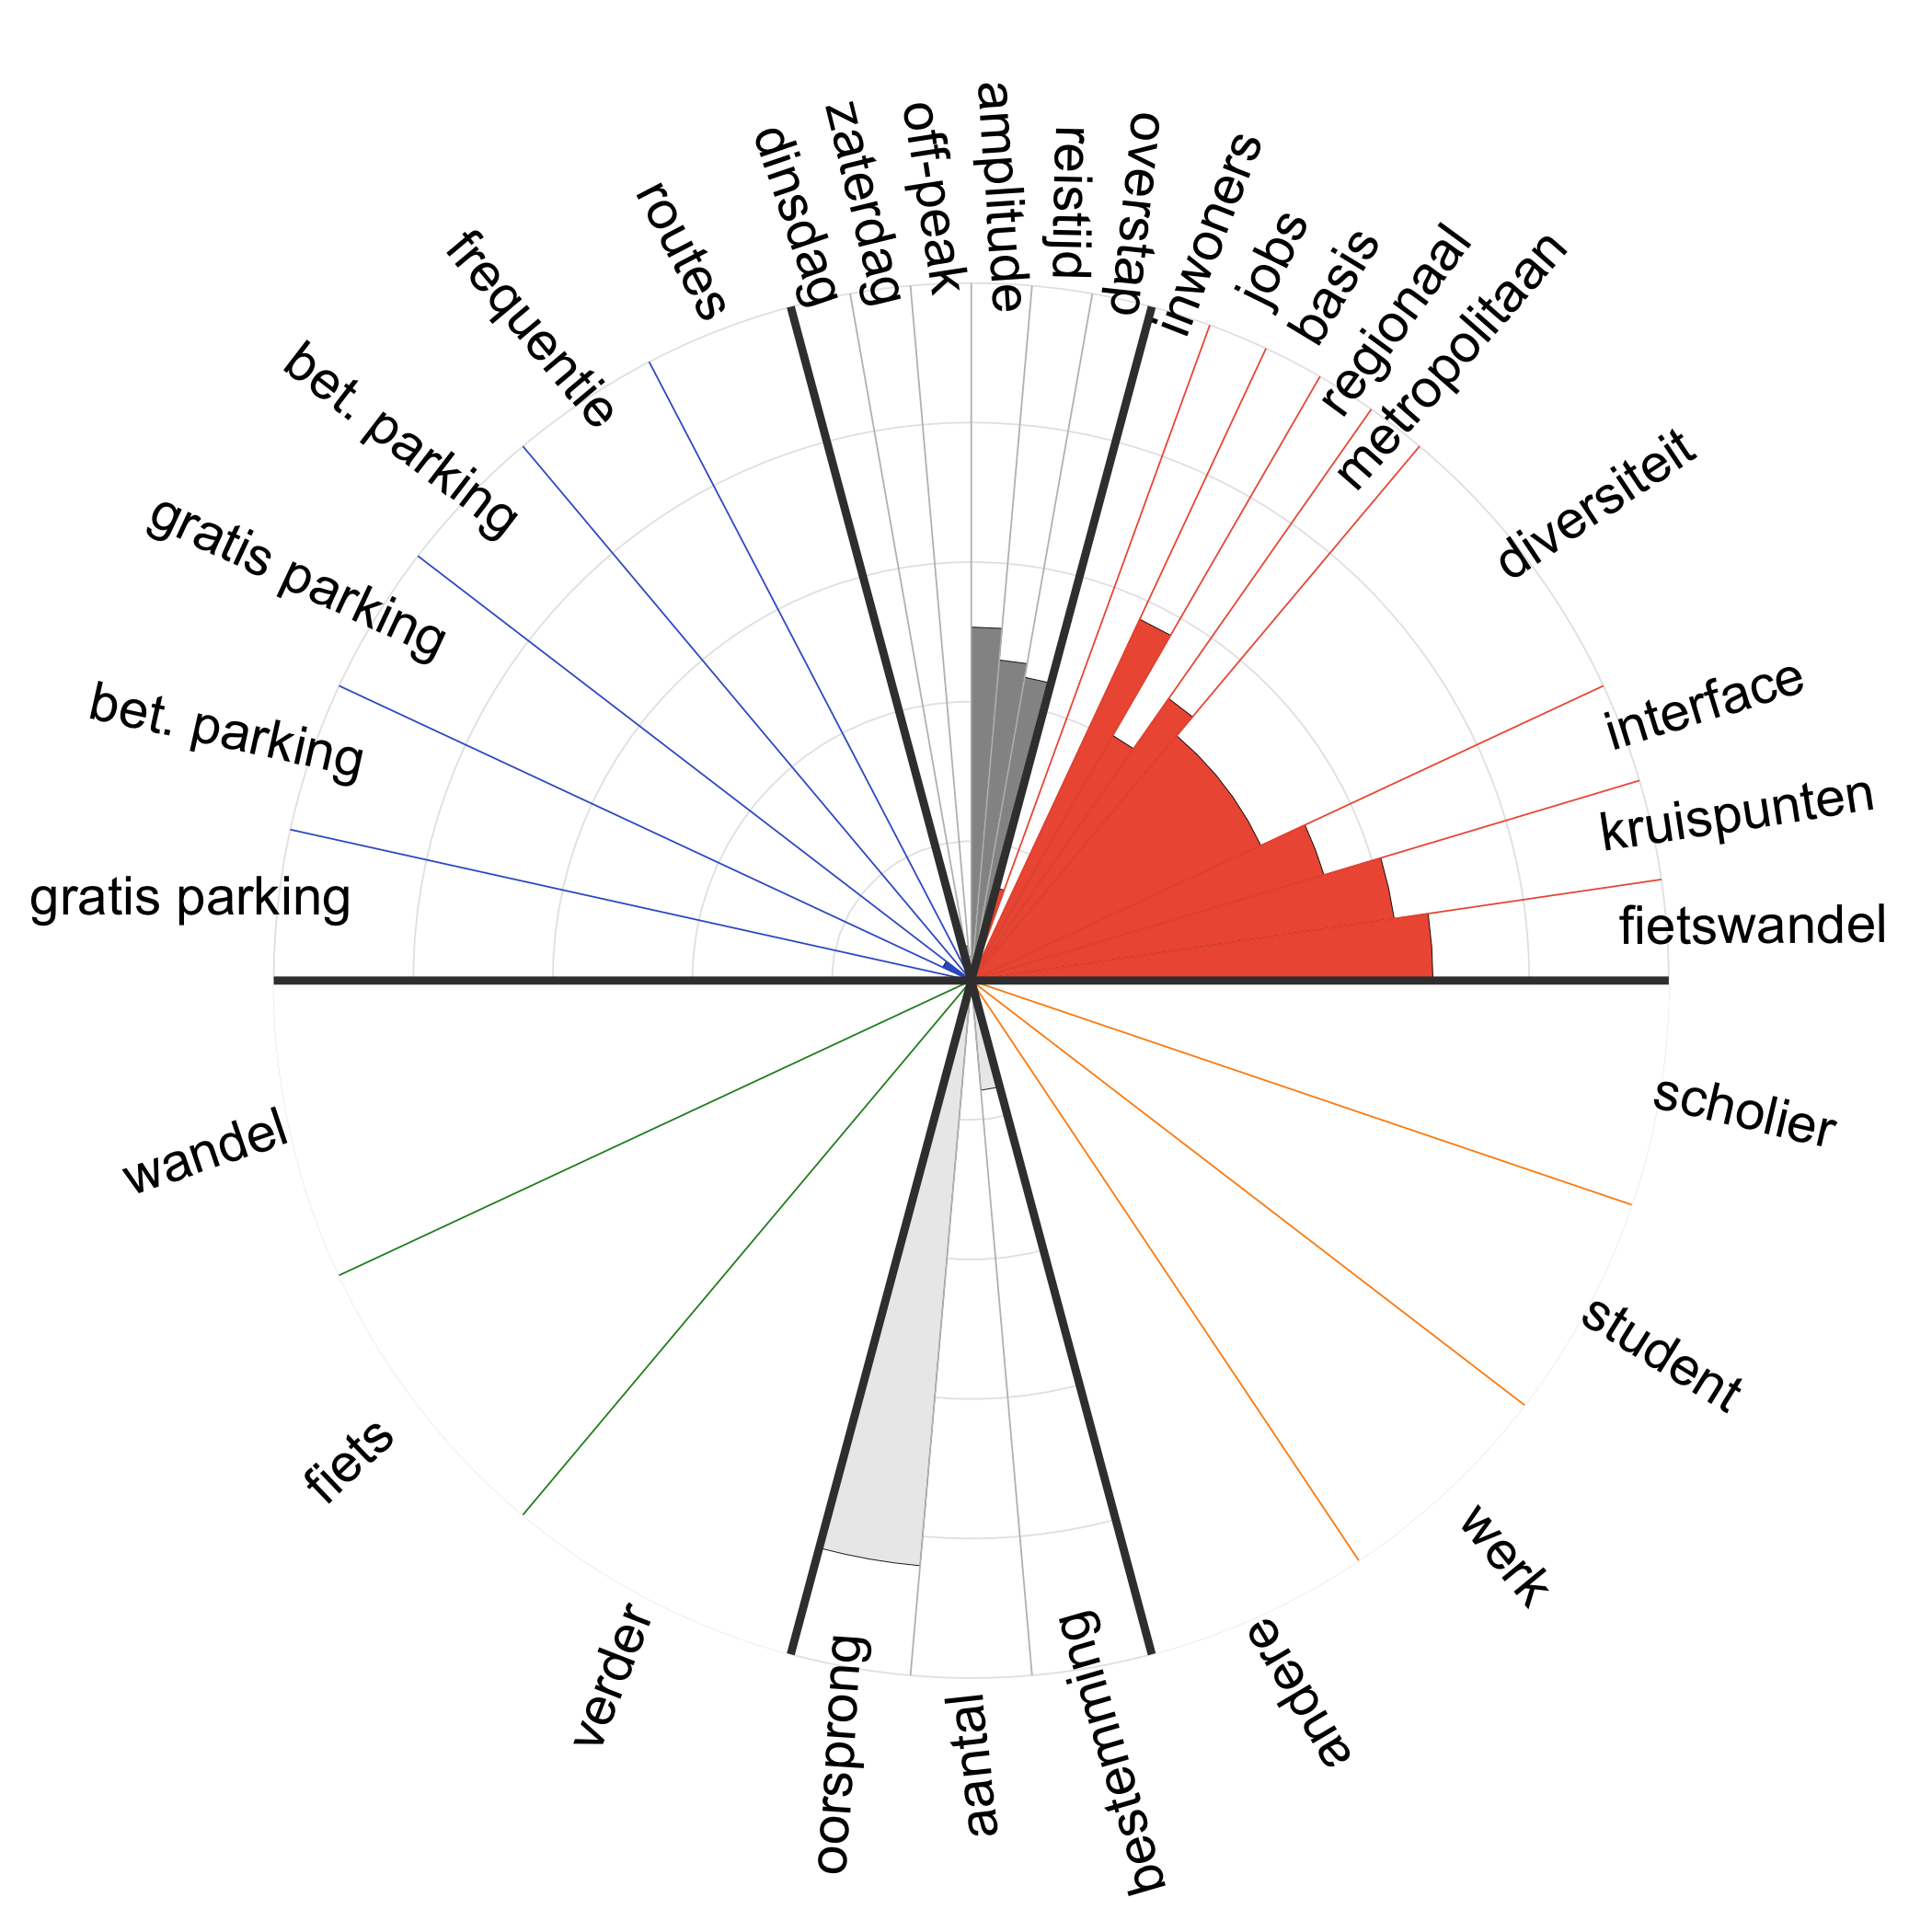 dinsdag
zaterdag
off-peak
amplitude
reistijd
overstap
inwoners
jobs
basis
regionaal
metropolitaan
diversiteit
interface
kruispunten
fietswandel
scholier
student
werk
andere
bestemming
aantal
oorsprong
verder
fiets
wandel
gratis parking
bet. parking
gratis parking
bet. parking
frequentie
routes